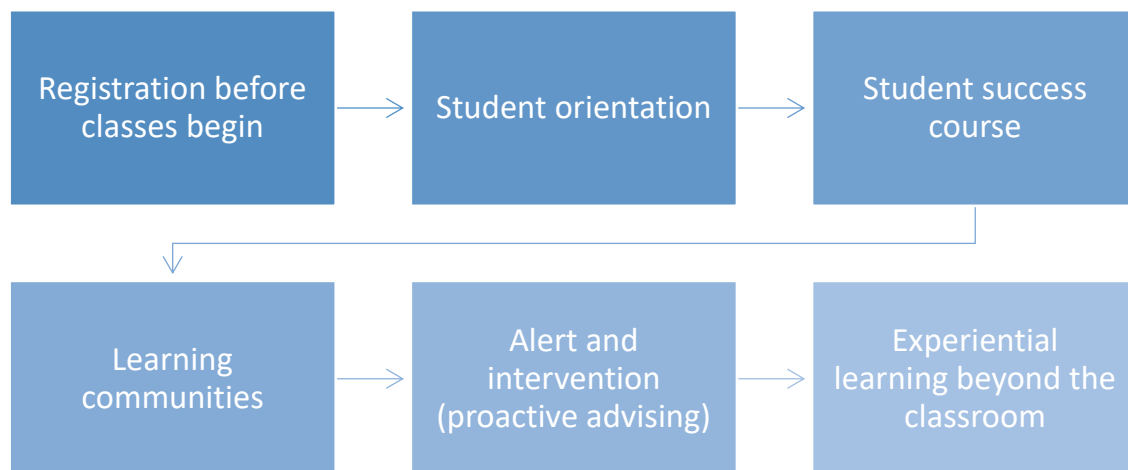 Registration before
classes begin
Student orientation
Student success
course
Learning
communities
Alert and
intervention
(proactive advising)
Experiential
learning beyond the
classroom